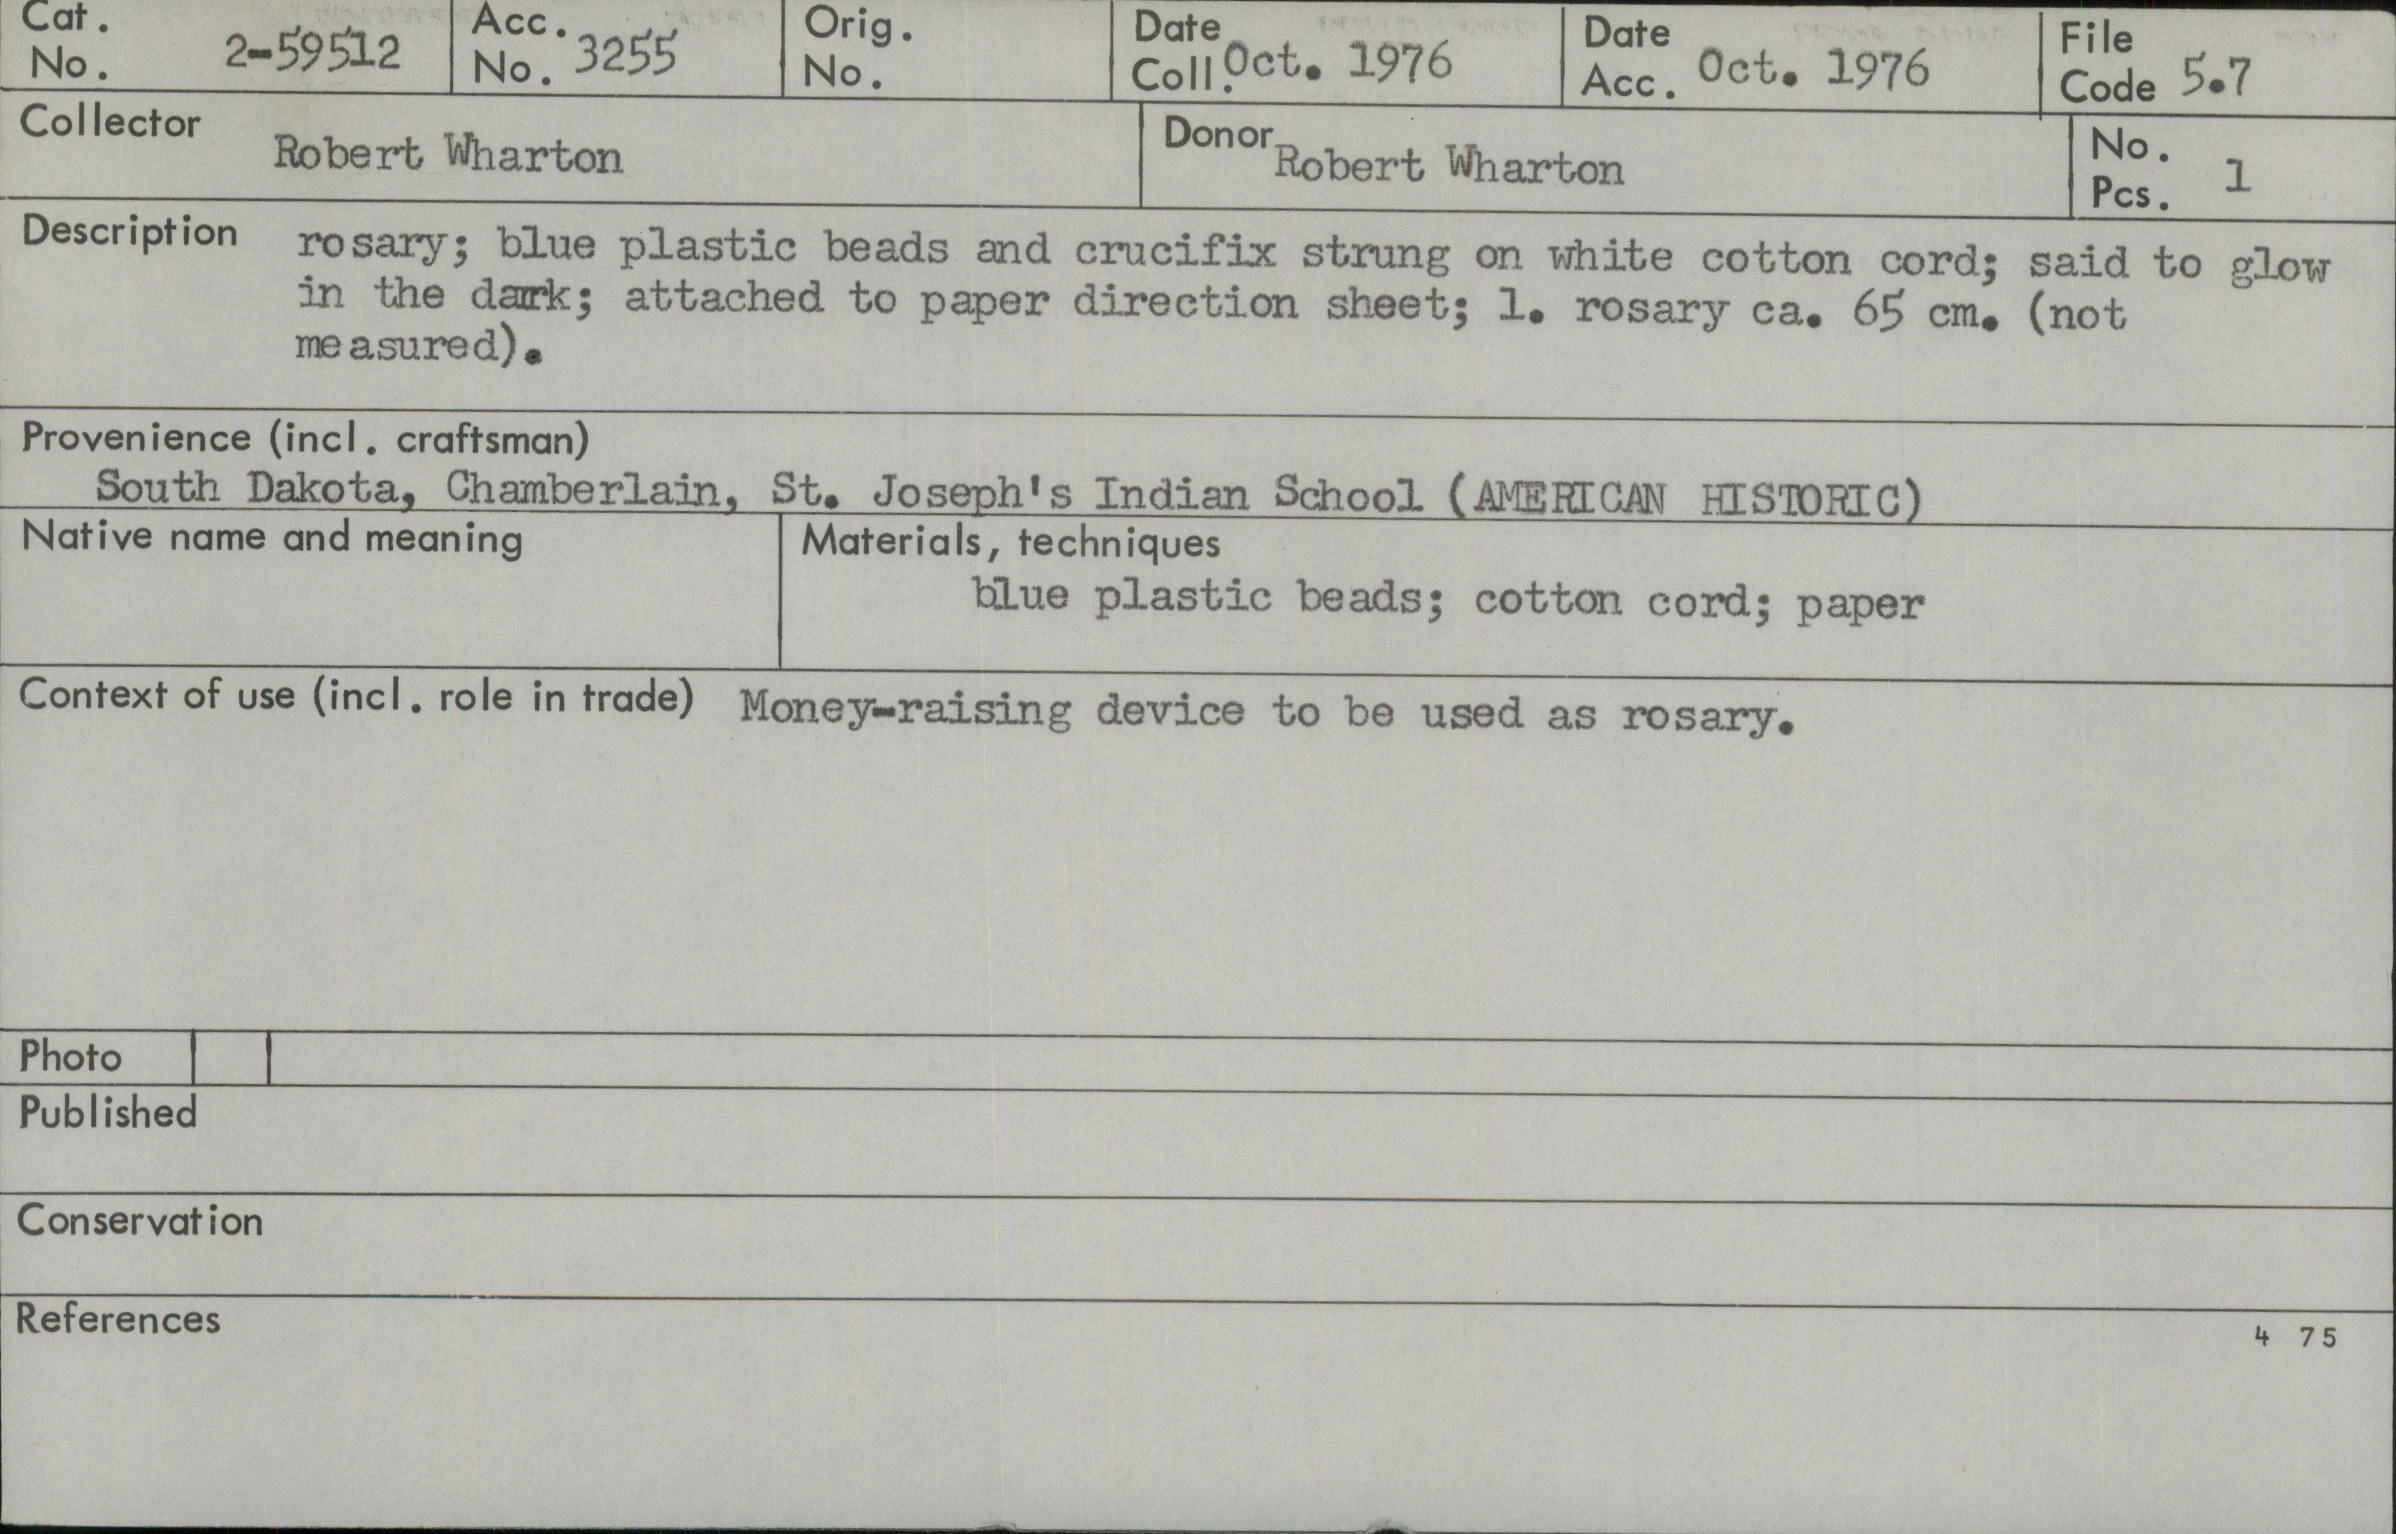 Cat. No. 2-59512
Acc. No. 3255
Orig. No.
Date Coll. Oct. 1976
Date Acc. Oct. 1976
File Code 5.7
Collector Robert Wharton
Donor Robert Wharton
No. Pcs. 1
Description rosary; blue plastic beads and crucifix strung on white cotton cord; said to glow
in the dark; attached to paper direction sheet; l. rosary ca. 65 cm. (not
measured).
Provenience (incl. craftsman)
South Dakota, Chamberlain, St. Joseph's Indian School (AMERICAN HISTORIC)
Native name and meaning
Materials, techniques
blue plastic beads; cotton cord; paper
Context of use (incl. role in trade) Money-raising device to be used as rosary.
Photo
Published
Conservation
References
4 75